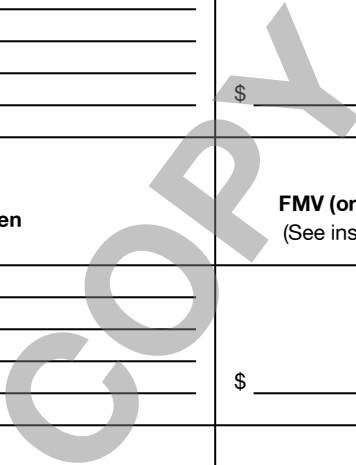 $
en
FMV (or
(See ins
$
COPY